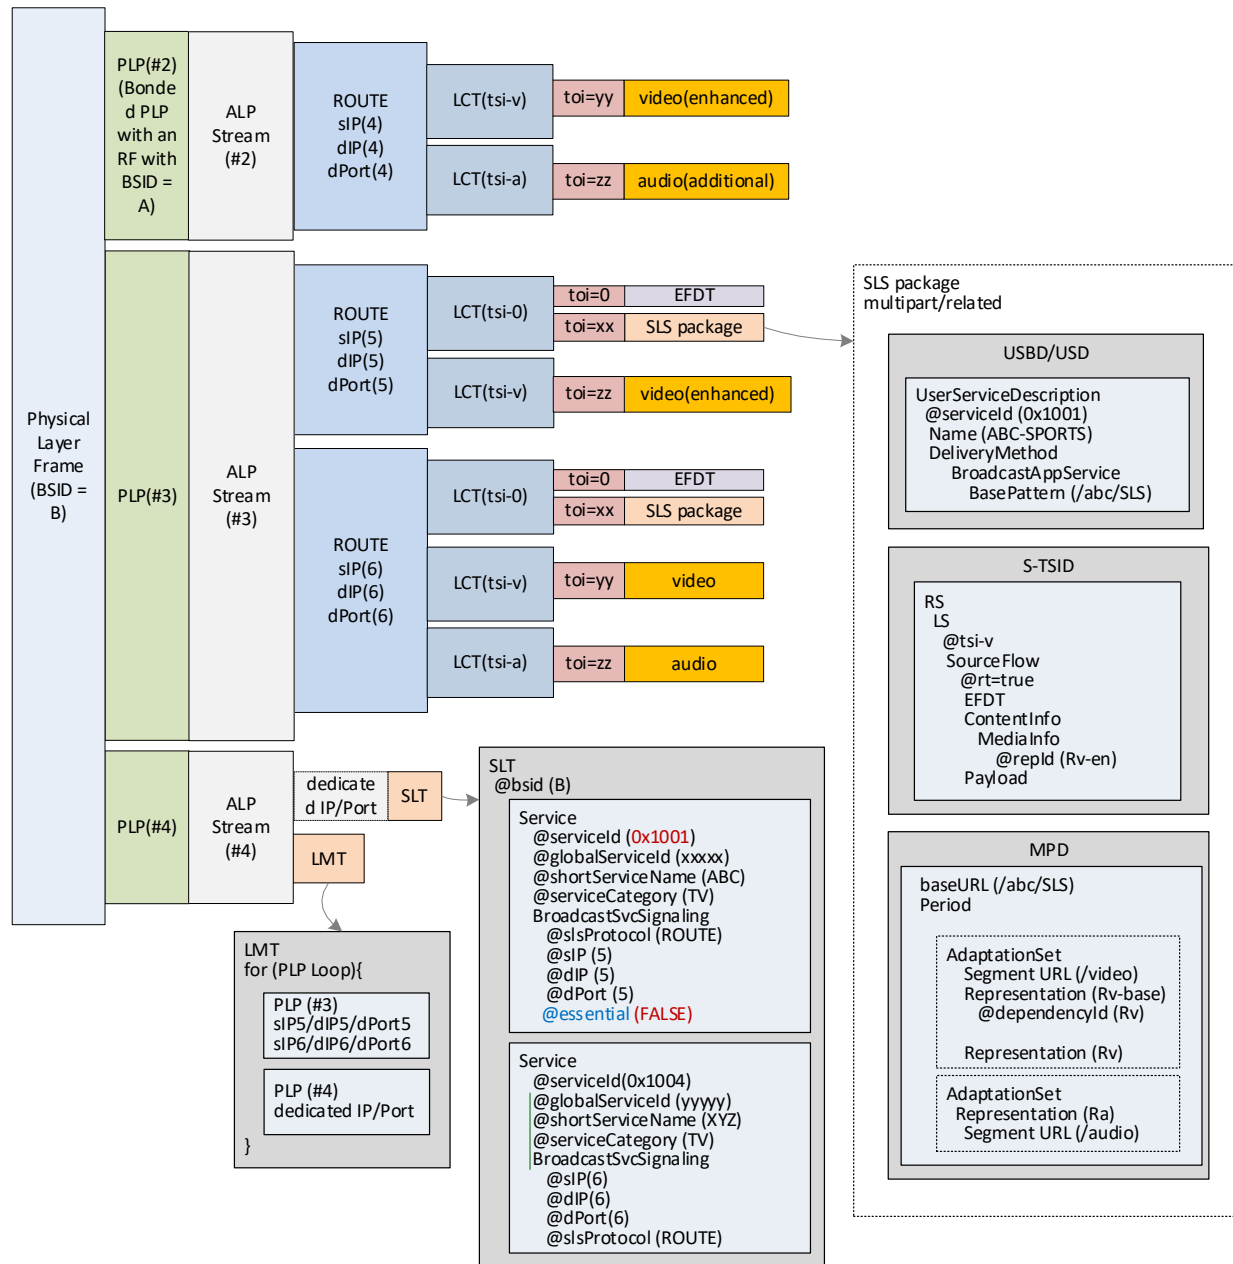 Physical
Layer
Frame
(BSID =
B)
PLP(#2)
(Bonde
d PLP
with an
RF with
BSID =
A)
ALP
Stream
(#2)
ROUTE
sIP(4)
dIP(4)
dPort(4)
LCT(tsi-v)
toi=yy
video(enhanced)
LCT(tsi-a)
toi=zz
audio(additional)
PLP(#3)
ALP
Stream
(#3)
ROUTE
sIP(5)
dIP(5)
dPort(5)
LCT(tsi-0)
toi=0
EFDT
toi=xx
SLS package
LCT(tsi-v)
toi=zz
video(enhanced)
ROUTE
sIP(6)
dIP(6)
dPort(6)
LCT(tsi-0)
toi=0
EFDT
toi=xx
SLS package
LCT(tsi-v)
toi=yy
video
LCT(tsi-a)
toi=zz
audio
PLP(#4)
ALP
Stream
(#4)
dedicate
d IP/Port
SLT
LMT
LMT
for (PLP Loop){
PLP (#3)
sIP5/dIP5/dPort5
sIP6/dIP6/dPort6
PLP (#4)
dedicated IP/Port
}
SLT
@bsid (B)
Service
@serviceId (0x1001)
@globalServiceId (xxxxx)
@shortServiceName (ABC)
@serviceCategory (TV)
BroadcastSvcSignaling
@slsProtocol (ROUTE)
@sIP (5)
@dIP (5)
@dPort (5)
@essential (FALSE)
Service
@serviceId(0x1004)
@globalServiceId (yyyyy)
@shortServiceName (XYZ)
@serviceCategory (TV)
BroadcastSvcSignaling
@sIP(6)
@dIP(6)
@dPort(6)
@slsProtocol (ROUTE)
SLS package
multipart/related
USBD/USD
UserServiceDescription
@serviceId (0x1001)
Name (ABC-SPORTS)
DeliveryMethod
BroadcastAppService
BasePattern (/abc/SLS)
S-TSID
RS
LS
@tsi-v
SourceFlow
@rt=true
EFDT
ContentInfo
MediaInfo
@repId (Rv-en)
Payload
MPD
baseURL (/abc/SLS)
Period
AdaptationSet
Segment URL (/video)
Representation (Rv-base)
@dependencyId (Rv)
Representation (Rv)
AdaptationSet
Representation (Ra)
Segment URL (/audio)